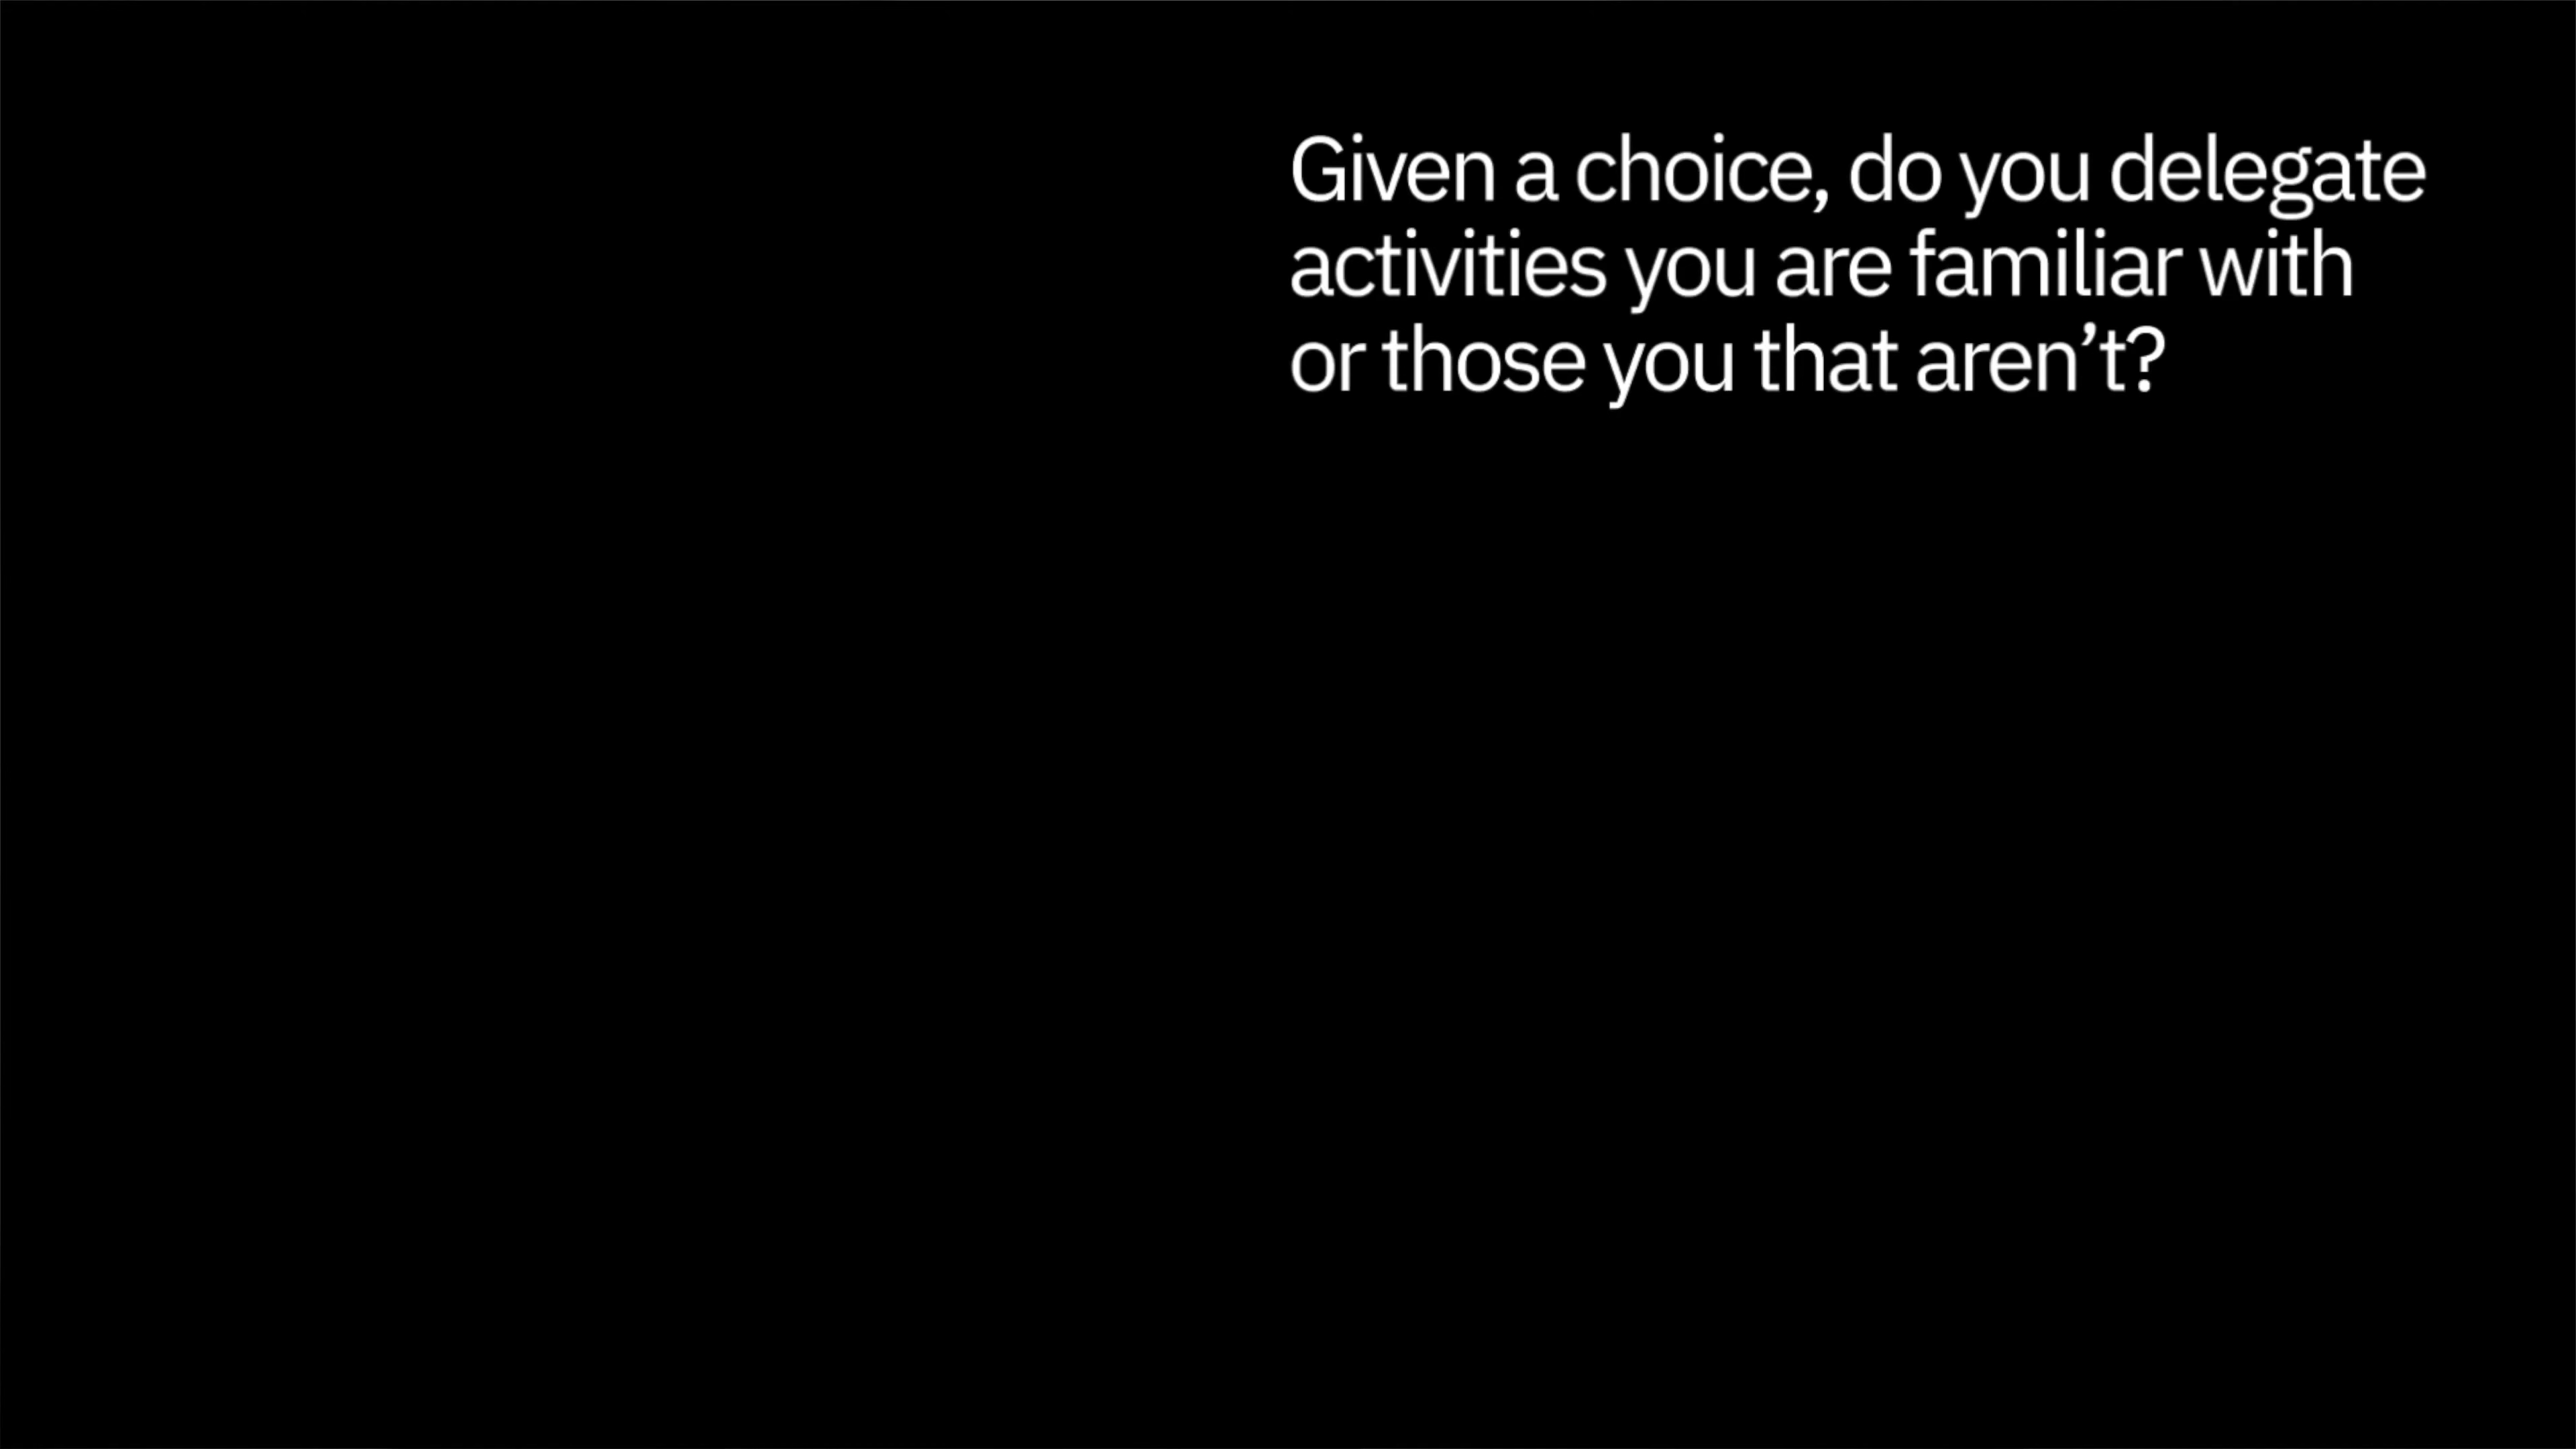 Given a choice, do you delegate
activities you are familiar with
or those you that aren’t?